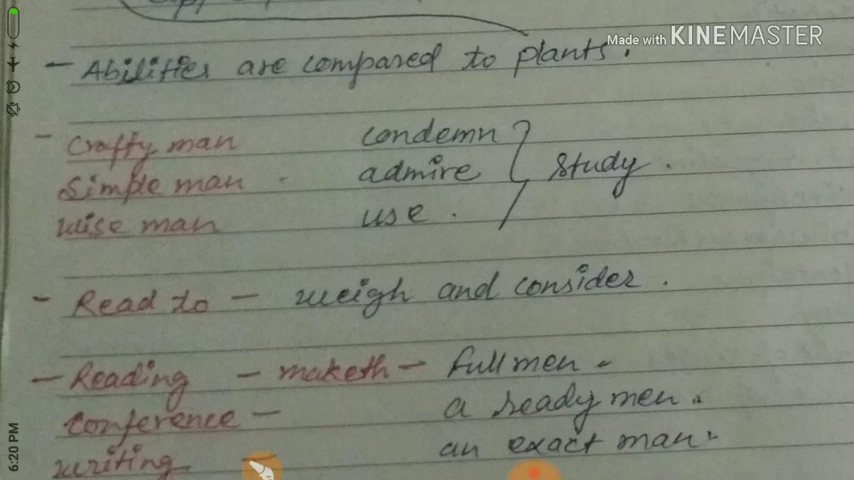 Made with KINEMASTER
- Abilities are compared to plants.
- Crafty man condemn
Simple man - admire } study.
wise man use.
- Read to - weigh and consider.
- Reading - maketh - full men.
conference - a ready men.
writing - an exact man.
6:20 PM